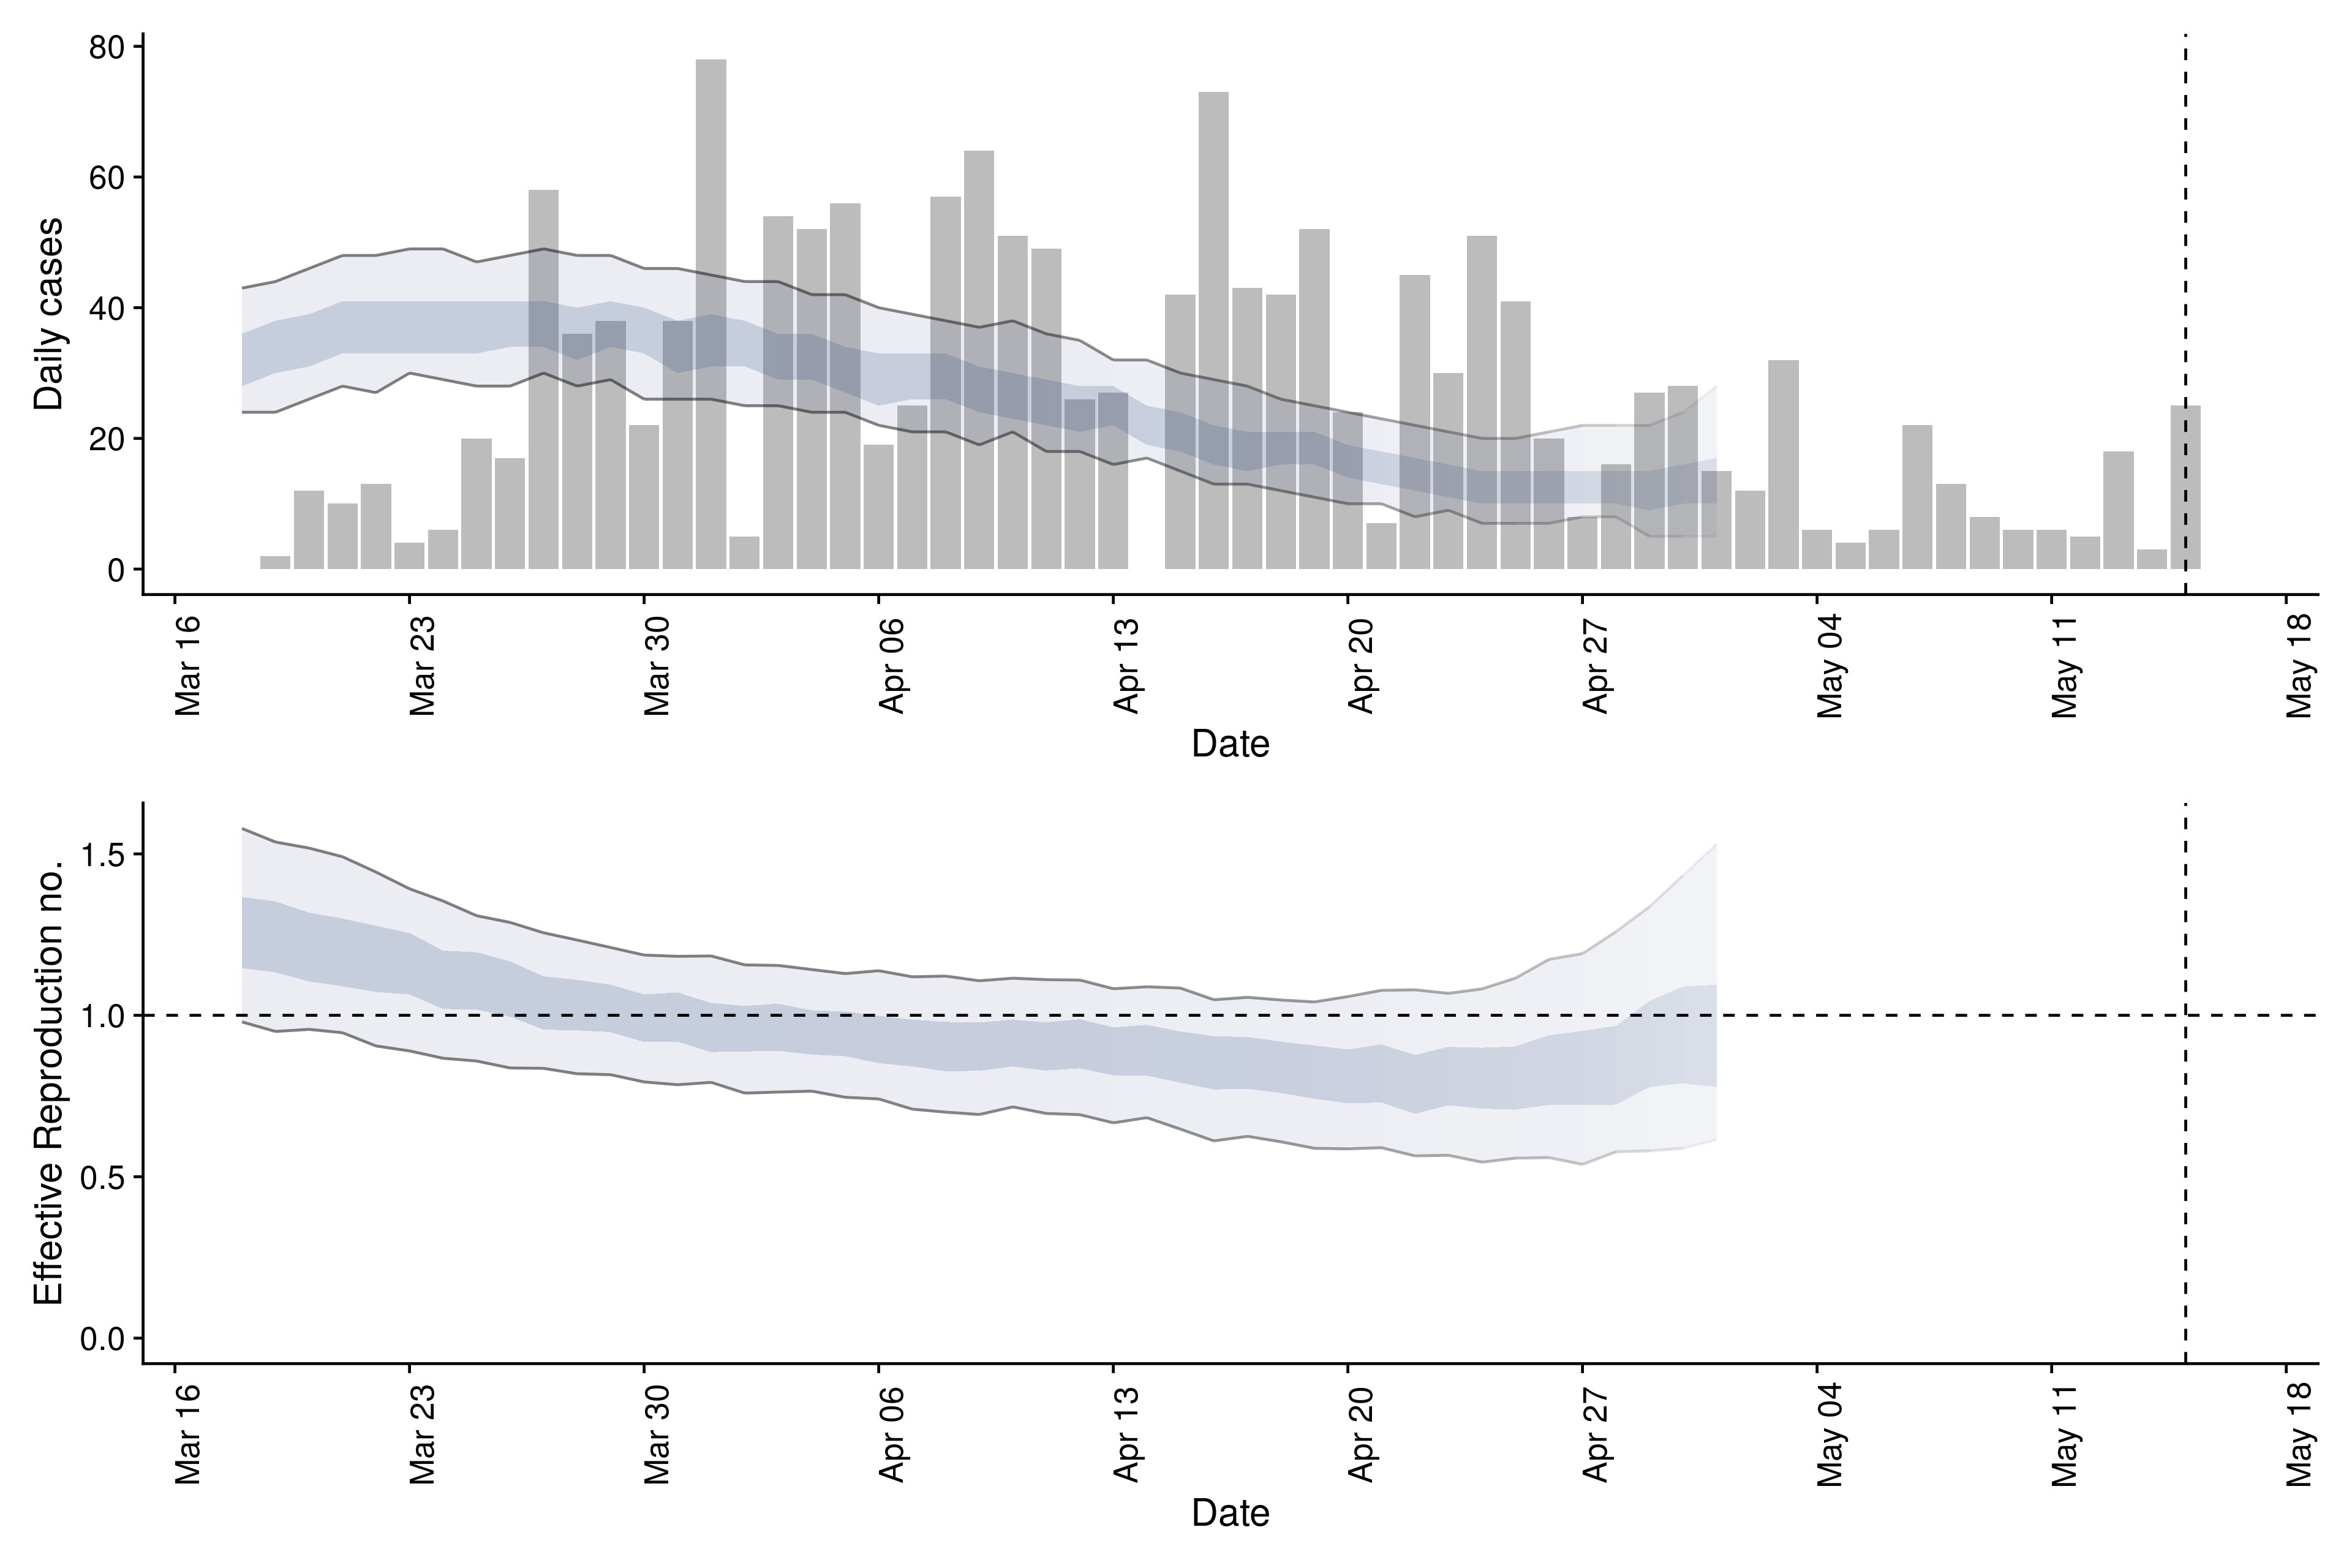 80
60
40
20
0
Daily cases
Mar 16
Mar 23
Mar 30
Apr 06
Apr 13
Apr 20
Apr 27
May 04
May 11
May 18
Date
1.5
1.0
0.5
0.0
Effective Reproduction no.
Mar 16
Mar 23
Mar 30
Apr 06
Apr 13
Apr 20
Apr 27
May 04
May 11
May 18
Date